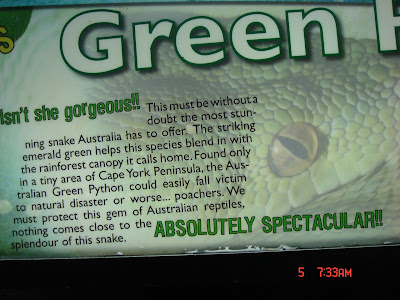 Green
Isn't she gorgeous!! This must be without a
doubt the most stun-
ning snake Australia has to offer. The striking
emerald green helps this species blend in with
the rainforest canopy it calls home. Found only
in a tiny area of Cape York Peninsula, the Aus-
tralian Green Python could easily fall victim
to natural disaster or worse... poachers. We
must protect this gem of Australian reptiles,
nothing comes close to the ABSOLUTELY SPECTACULAR!!
splendour of this snake.
5 7:33AM